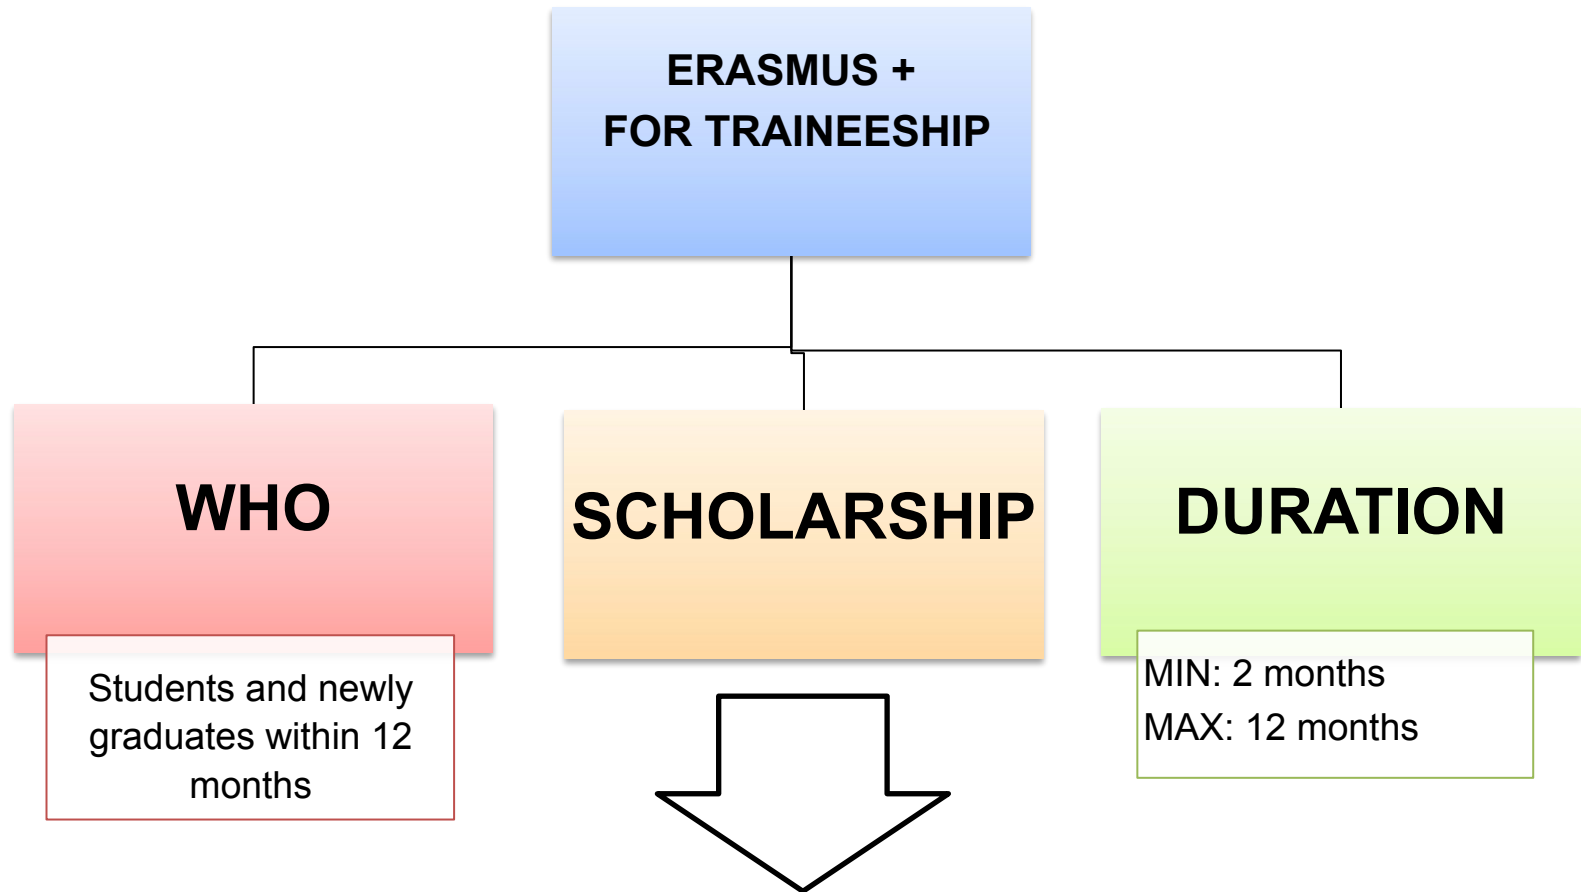 ERASMUS +
FOR TRAINEESHIP
WHO
SCHOLARSHIP
DURATION
Students and newly
graduates within 12
months
MIN: 2 months
MAX: 12 months